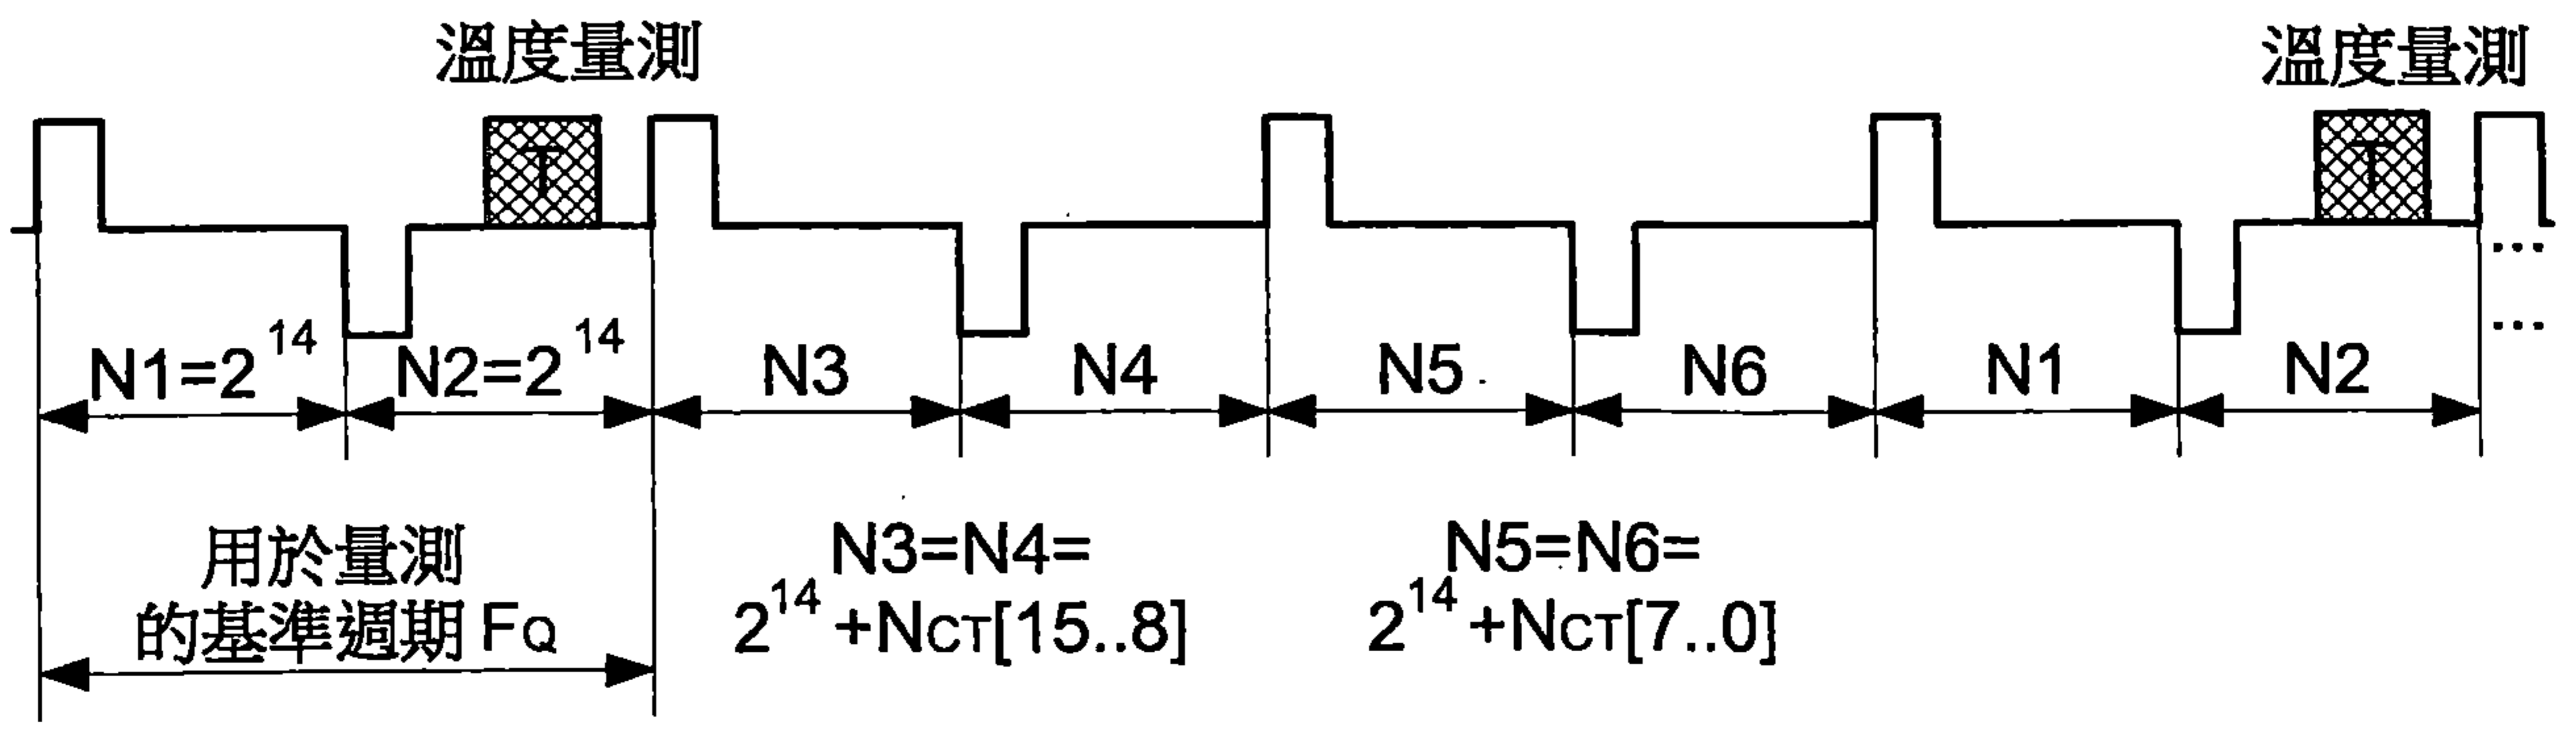 溫度量測
溫度量測
T
T
...
...
N1=2^14
N2=2^14
N3
N4
N5
N6
N1
N2
用於量測
的基準週期 FQ
N3=N4=
2^14+NCT[15..8]
N5=N6=
2^14+NCT[7..0]